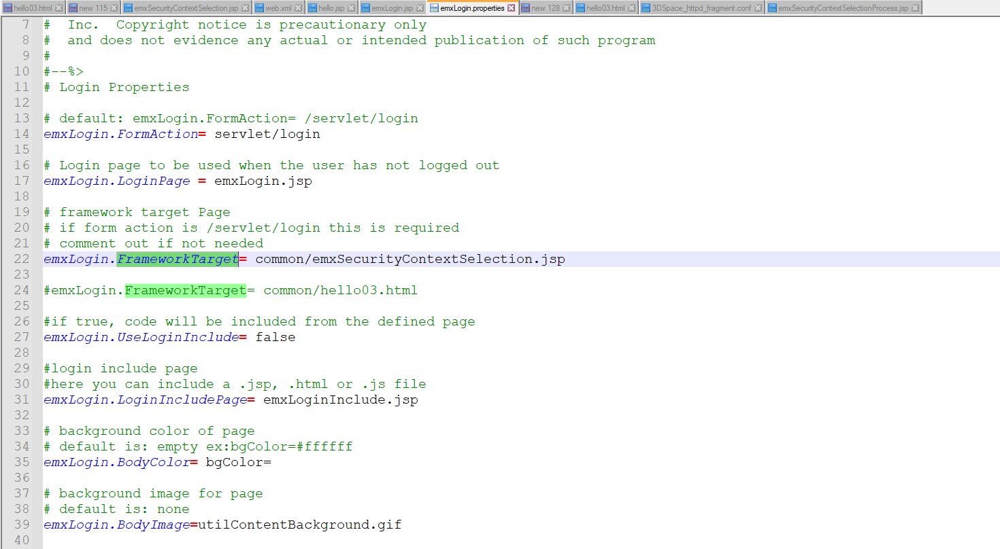 hello03.html new 115 emxSecurityContextSelection.jsp web.xml hello.jsp emxLogin.jsp emxLogin.properties new 128 hello03.html 3DSpace_httpd_fragment.conf emxSecurityContextSelectionProcess.jsp
7 #  Inc.  Copyright notice is precautionary only
8 #  and does not evidence any actual or intended publication of such program
9 #
10 #--%>
11 # Login Properties
12
13 # default: emxLogin.FormAction= /servlet/login
14 emxLogin.FormAction= servlet/login
15
16 # Login page to be used when the user has not logged out
17 emxLogin.LoginPage = emxLogin.jsp
18
19 # framework target Page
20 # if form action is /servlet/login this is required
21 # comment out if not needed
22 emxLogin.FrameworkTarget= common/emxSecurityContextSelection.jsp
23
24 #emxLogin.FrameworkTarget= common/hello03.html
25
26 #if true, code will be included from the defined page
27 emxLogin.UseLoginInclude= false
28
29 #login include page
30 #here you can include a .jsp, .html or .js file
31 emxLogin.LoginIncludePage= emxLoginInclude.jsp
32
33 # background color of page
34 # default is: empty ex:bgColor=#ffffff
35 emxLogin.BodyColor= bgColor=
36
37 # background image for page
38 # default is: none
39 emxLogin.BodyImage=utilContentBackground.gif
40